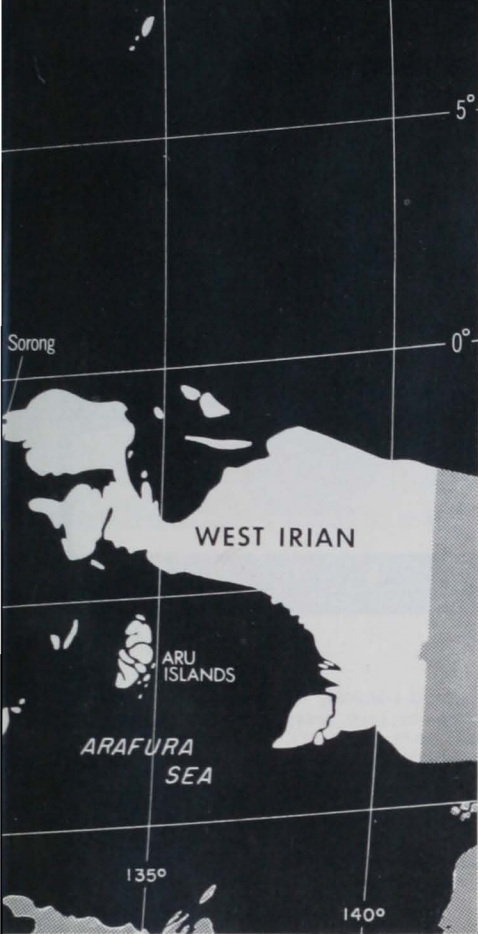 5°
0°
Sorong
WEST IRIAN
ARU
ISLANDS
ARAFURA
SEA
135°
140°